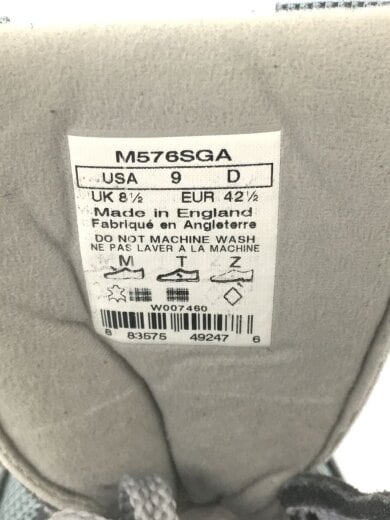 M576SGA
USA 9 D
UK 8½ EUR 42½
Made in England
Fabriqué en Angleterre
DO NOT MACHINE WASH
NE PAS LAVER A LA MACHINE
M T Z
W007460
8 83575 49247 6